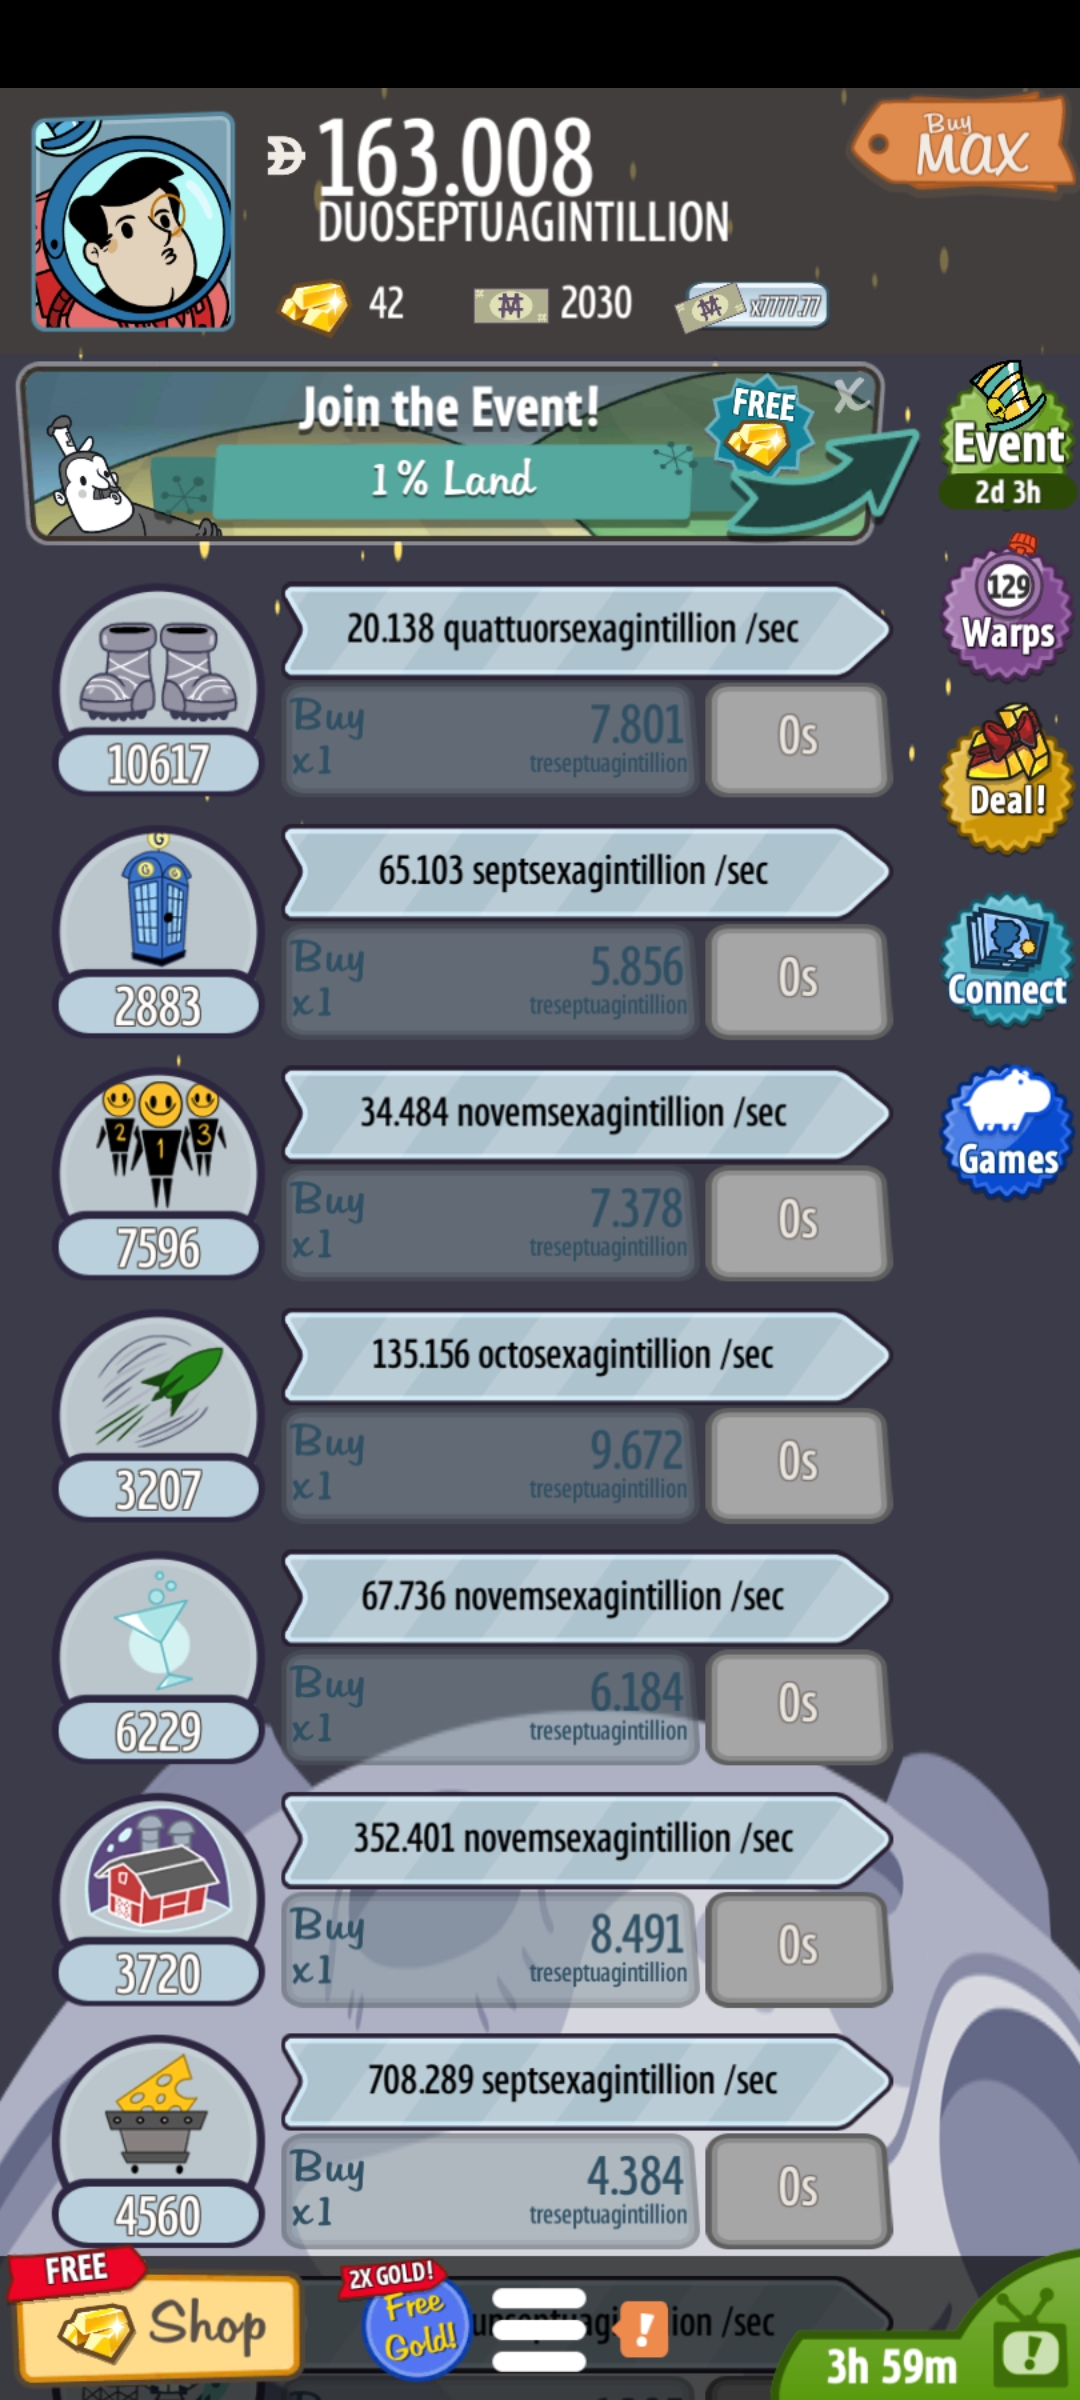 163.008
DUOSEPTUAGINTILLION
Buy
Max
42
2030
x7777.77
Join the Event!
1% Land
FREE
X
Event
2d 3h
20.138 quattuorsexagintillion /sec
Buy
x1
7.801
treseptuagintillion
0s
10617
129
Warps
65.103 septsexagintillion /sec
Buy
x1
5.856
treseptuagintillion
0s
G
G
G
2883
Deal!
34.484 novemsexagintillion /sec
Buy
x1
7.378
treseptuagintillion
0s
2
1
3
7596
Connect
Games
135.156 octosexagintillion /sec
Buy
x1
9.672
treseptuagintillion
0s
3207
67.736 novemsexagintillion /sec
Buy
x1
6.184
treseptuagintillion
0s
6229
352.401 novemsexagintillion /sec
Buy
x1
8.491
treseptuagintillion
0s
3720
708.289 septsexagintillion /sec
Buy
x1
4.384
treseptuagintillion
0s
4560
FREE
Shop
2X GOLD!
Free
Gold!
/sec
!
3h 59m
!